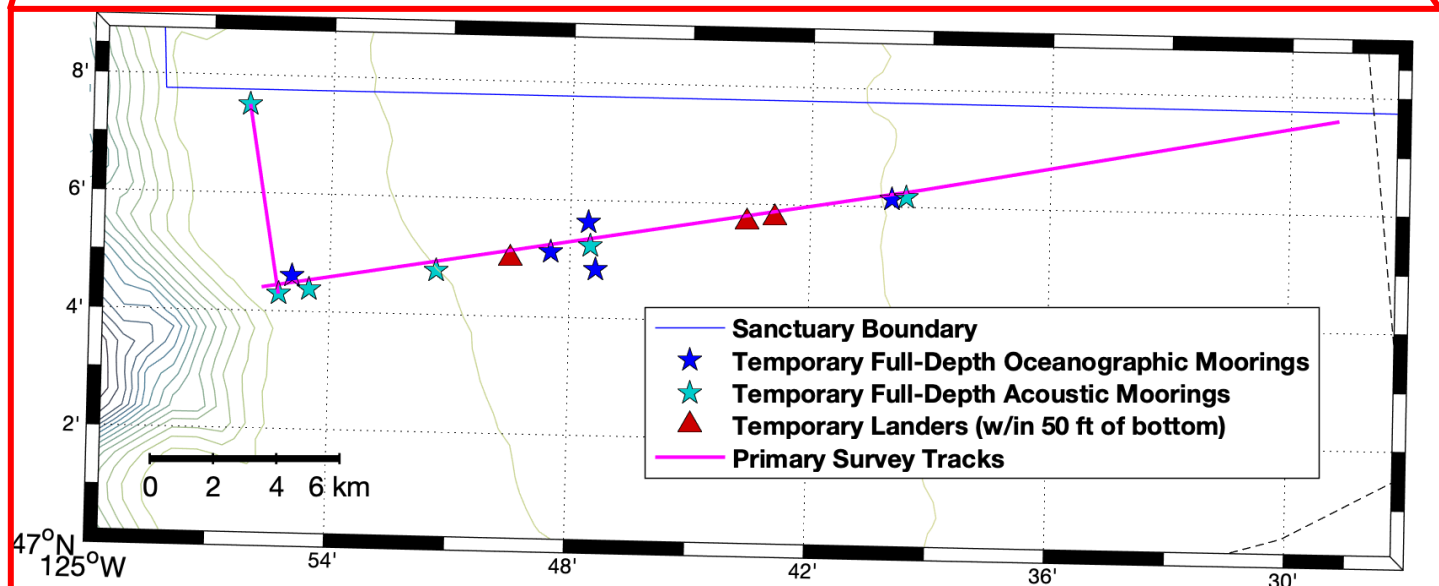 8'
6'
4'
2'
Sanctuary Boundary
Temporary Full-Depth Oceanographic Moorings
Temporary Full-Depth Acoustic Moorings
Temporary Landers (w/in 50 ft of bottom)
Primary Survey Tracks
0 2 4 6 km
47°N
125°W 54' 48' 42' 36' 30'